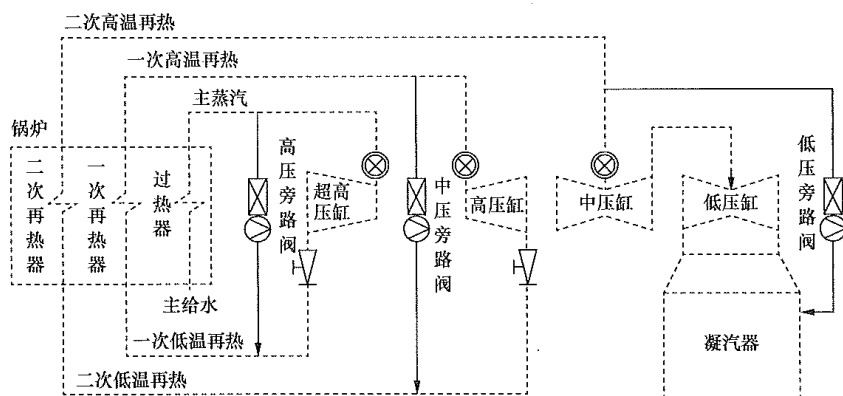 二次高温再热
一次高温再热
主蒸汽
锅炉
二次再热器
一次再热器
过热器
高压旁路阀
超高
压缸
中压旁路阀
高压缸
中压缸
低压缸
低压旁路阀
主给水
一次低温再热
二次低温再热
凝汽器